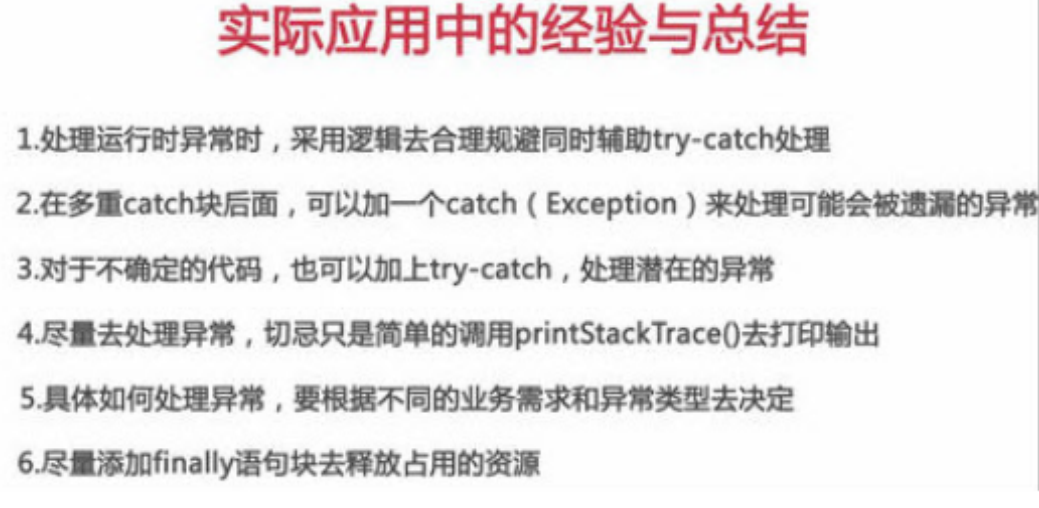 实际应用中的经验与总结
1.处理运行时异常时，采用逻辑去合理规避同时辅助try-catch处理
2.在多重catch块后面，可以加一个catch（Exception）来处理可能会被遗漏的异常
3.对于不确定的代码，也可以加上try-catch，处理潜在的异常
4.尽量去处理异常，切忌只是简单的调用printStackTrace()去打印输出
5.具体如何处理异常，要根据不同的业务需求和异常类型去决定
6.尽量添加finally语句块去释放占用的资源